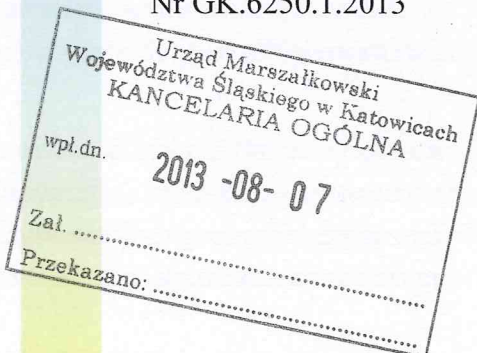 Nr GK.6250.1.2013
Urząd Marszałkowski
Województwa Śląskiego w Katowicach
KANCELARIA OGÓLNA
wpł.dn. 2013 -08- 07
Zał. ....................
Przekazano: ....................